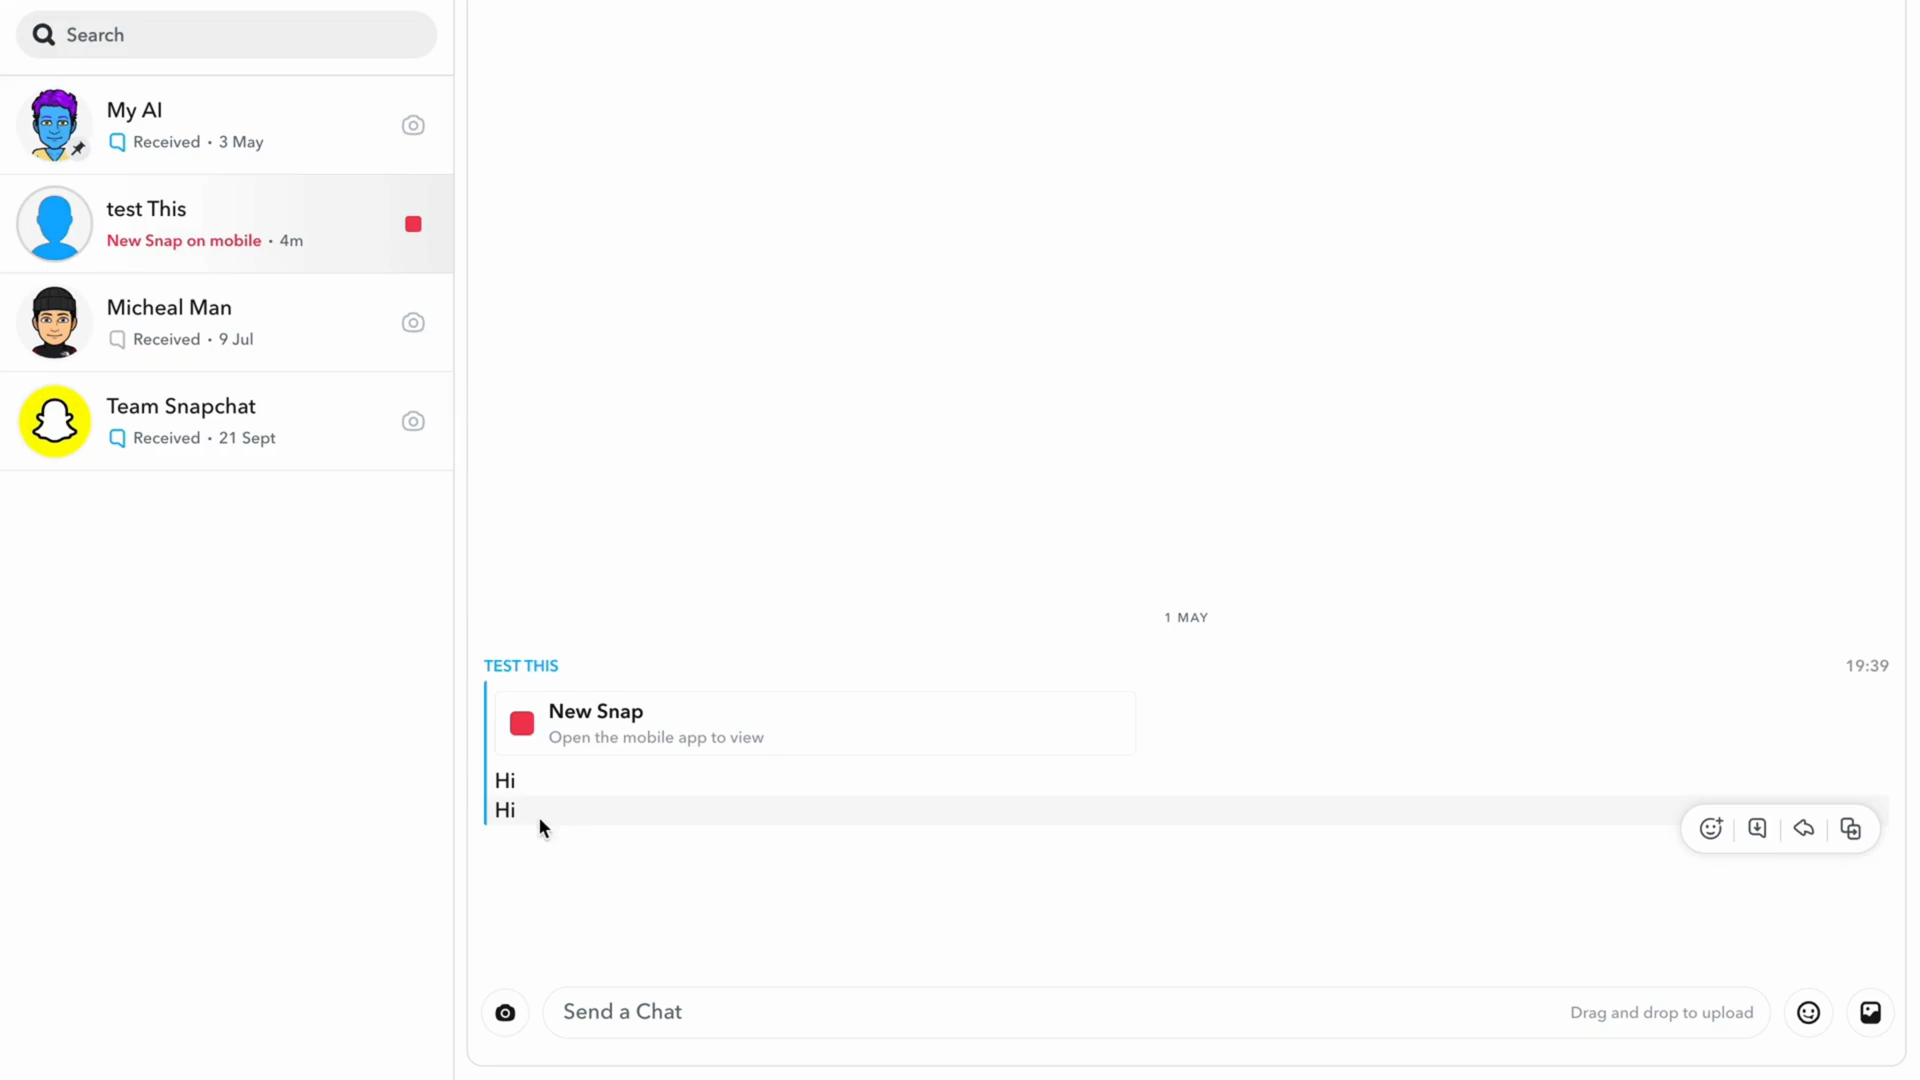 Search
My AI
Received · 3 May
test This
New Snap on mobile · 4m
Micheal Man
Received · 9 Jul
Team Snapchat
Received · 21 Sept
1 MAY
TEST THIS
19:39
New Snap
Open the mobile app to view
Hi
Hi
Send a Chat
Drag and drop to upload